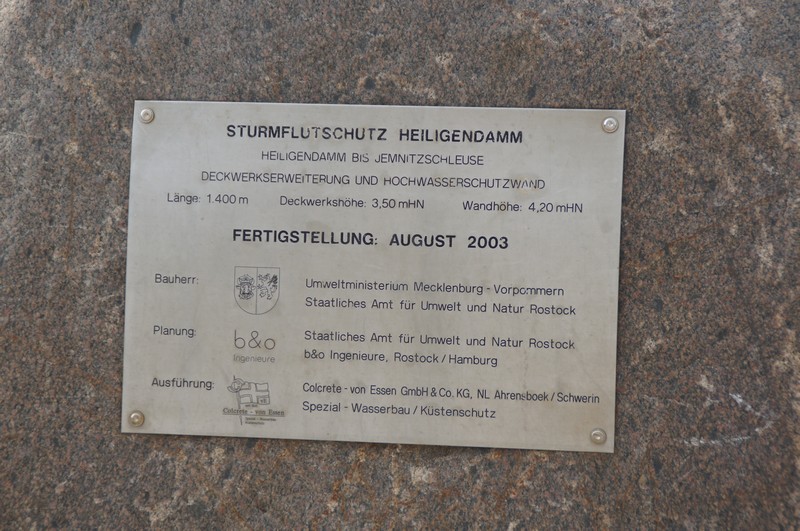 STURMFLUTSCHUTZ HEILIGENDAMM
HEILIGENDAMM BIS JEMNITZSCHLEUSE
DECKWERKSERWEITERUNG UND HOCHWASSERSCHUTZWAND
Länge: 1.400 m Deckwerkshöhe: 3,50 mHN Wandhöhe: 4,20 mHN
FERTIGSTELLUNG: AUGUST 2003
Bauherr: Umweltministerium Mecklenburg - Vorpommern
Staatliches Amt für Umwelt und Natur Rostock
Planung: Staatliches Amt für Umwelt und Natur Rostock
b&o
Ingenieure
b&o Ingenieure, Rostock / Hamburg
Ausführung: Colcrete - von Essen GmbH & Co. KG, NL Ahrensboek / Schwerin
Colcrete - von Essen
Spezial - Wasserbau / Küstenschutz